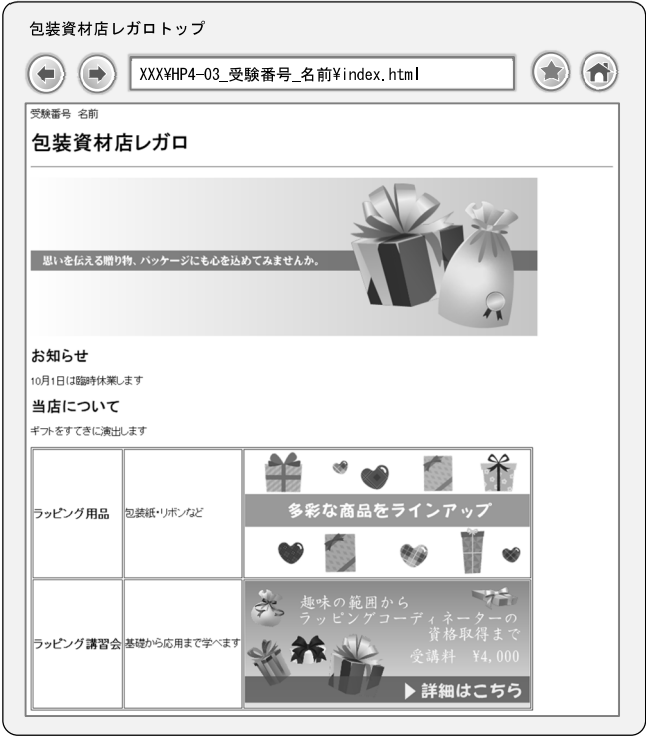 包装資材店レガロトップ
XXX¥HP4-03_受験番号_名前¥index.html
受験番号 名前
包装資材店レガロ
思いを伝える贈り物、パッケージにも心を込めてみませんか。
お知らせ
10月1日は臨時休業します
当店について
ギフトをすてきに演出します
ラッピング用品
包装紙・リボンなど
多彩な商品をラインアップ
ラッピング講習会
基礎から応用まで学べます
趣味の範囲から
ラッピングコーディネーターの
資格取得まで
受講料 ¥4,000
▶詳細はこちら